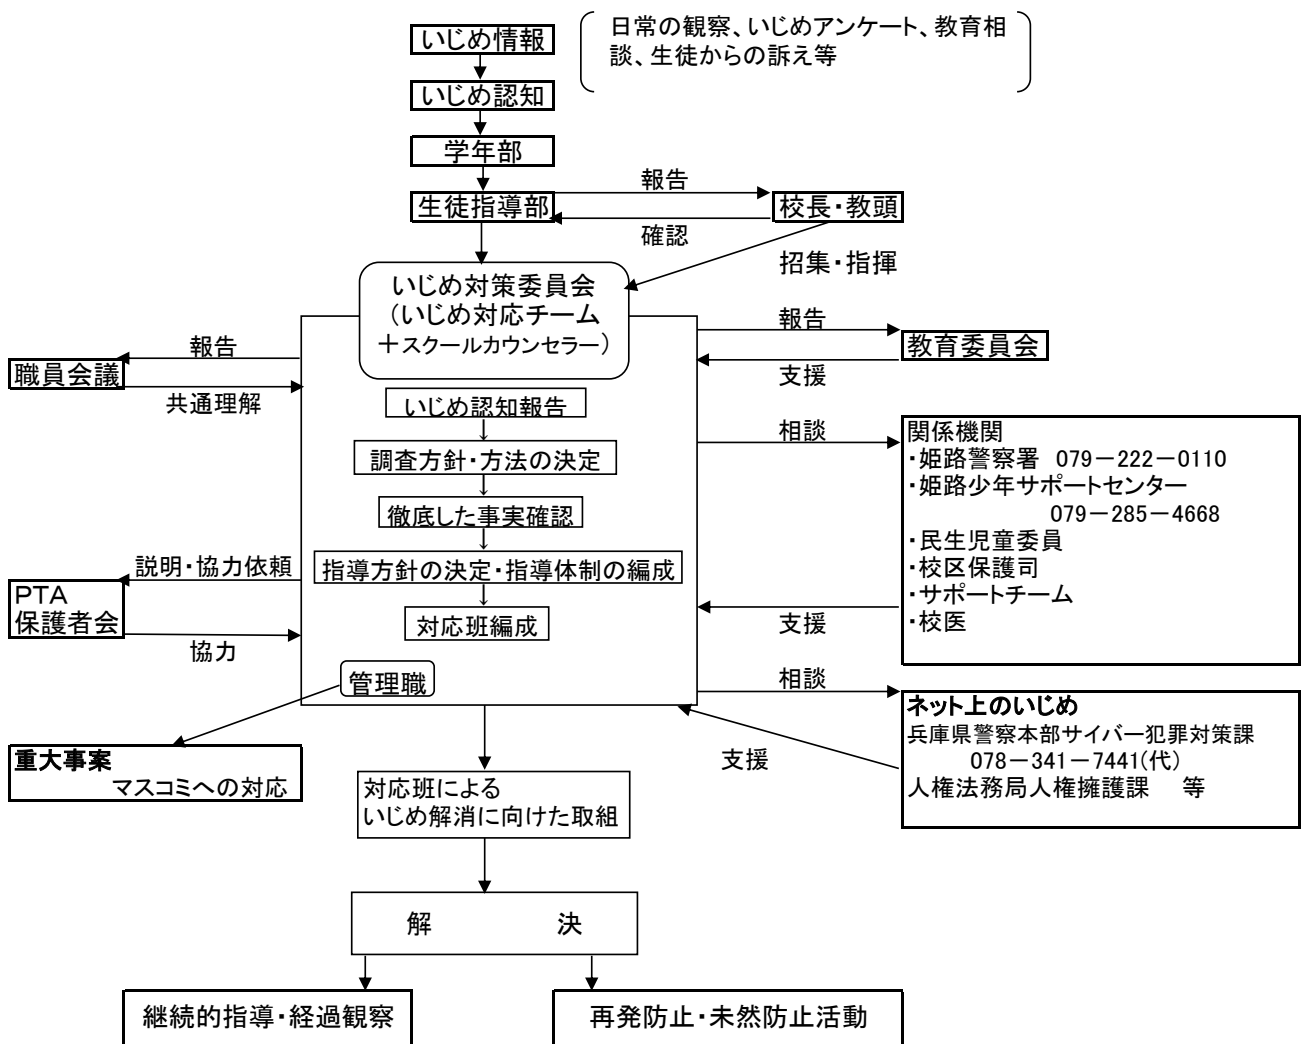 いじめ情報
日常の観察、いじめアンケート、教育相
談、生徒からの訴え等
いじめ認知
学年部
生徒指導部
報告
確認
校長・教頭
招集・指揮
いじめ対策委員会
(いじめ対応チーム
＋スクールカウンセラー)
職員会議
報告
共通理解
報告
支援
教育委員会
いじめ認知報告
↓
調査方針・方法の決定
↓
徹底した事実確認
↓
指導方針の決定・指導体制の編成
↓
対応班編成
相談
支援
関係機関
・姫路警察署 079－222－0110
・姫路少年サポートセンター
079－285－4668
・民生児童委員
・校区保護司
・サポートチーム
・校医
説明・協力依頼
協力
PTA
保護者会
管理職
重大事案
マスコミへの対応
相談
支援
ネット上のいじめ
兵庫県警察本部サイバー犯罪対策課
078－341－7441(代)
人権法務局人権擁護課 等
対応班による
いじめ解消に向けた取組
解 決
継続的指導・経過観察
再発防止・未然防止活動